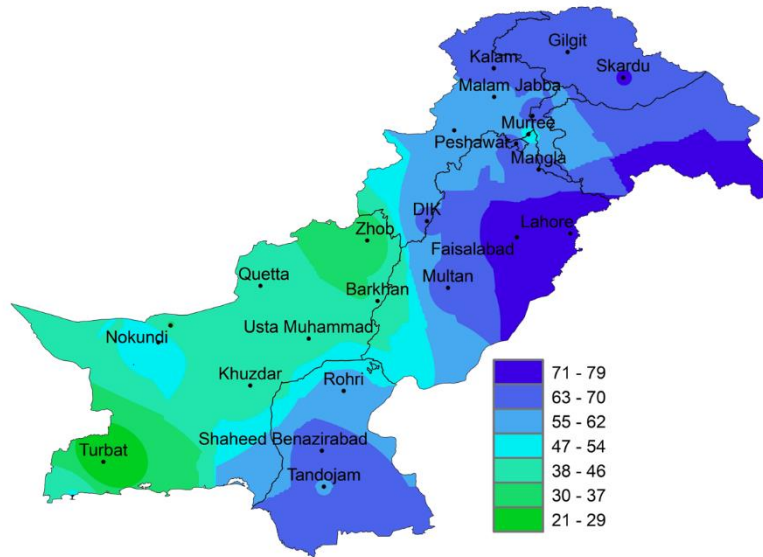 Gilgit
Kalam
Skardu
Malam Jabba
Murree
Peshawar
Mangla
DIK
Lahore
Zhob
Faisalabad
Multan
Quetta
Barkhan
Usta Muhammad
Nokundi
Khuzdar
Rohri
Shaheed Benazirabad
Turbat
Tandojam
71 - 79
63 - 70
55 - 62
47 - 54
38 - 46
30 - 37
21 - 29